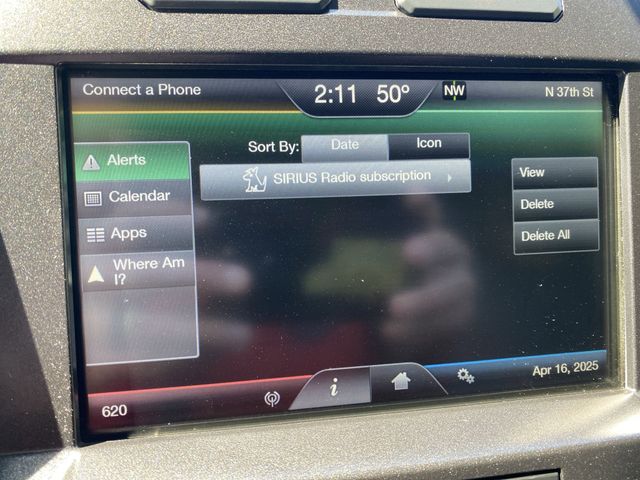 Connect a Phone
2:11 50°
NW
N 37th St
Sort By: Date Icon
Alerts
SIRIUS Radio subscription
Calendar
Apps
Where Am
I?
View
Delete
Delete All
620
i
Apr 16, 2025